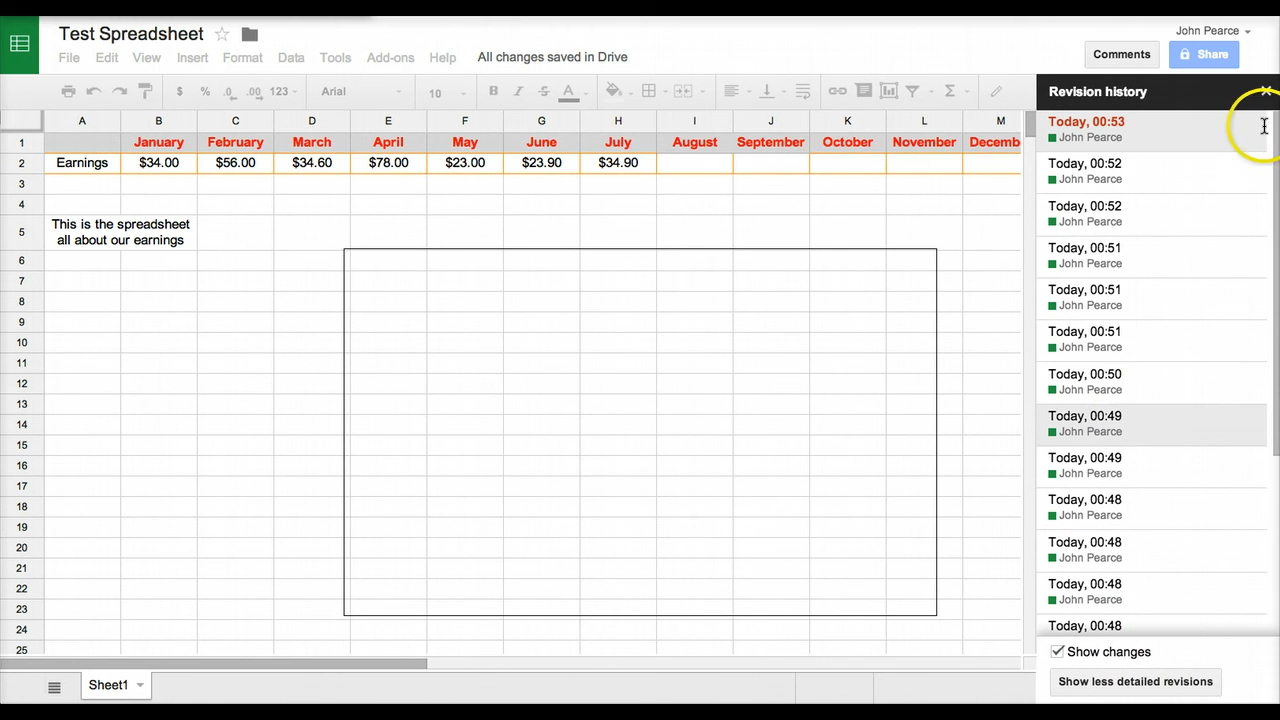 Test Spreadsheet
John Pearce
File Edit View Insert Format Data Tools Add-ons Help All changes saved in Drive
Comments
Share
$ % .0 .00 123 Arial 10 B I S A Σ
Revision history
A B C D E F G H I J K L M
1 January February March April May June July August September October November Decemb
2 Earnings $34.00 $56.00 $34.60 $78.00 $23.00 $23.90 $34.90
3
4
5 This is the spreadsheet
all about our earnings
6
7
8
9
10
11
12
13
14
15
16
17
18
19
20
21
22
23
24
25
Sheet1
Today, 00:53
John Pearce
Today, 00:52
John Pearce
Today, 00:52
John Pearce
Today, 00:51
John Pearce
Today, 00:51
John Pearce
Today, 00:51
John Pearce
Today, 00:50
John Pearce
Today, 00:49
John Pearce
Today, 00:49
John Pearce
Today, 00:48
John Pearce
Today, 00:48
John Pearce
Today, 00:48
John Pearce
Today, 00:48
Show changes
Show less detailed revisions